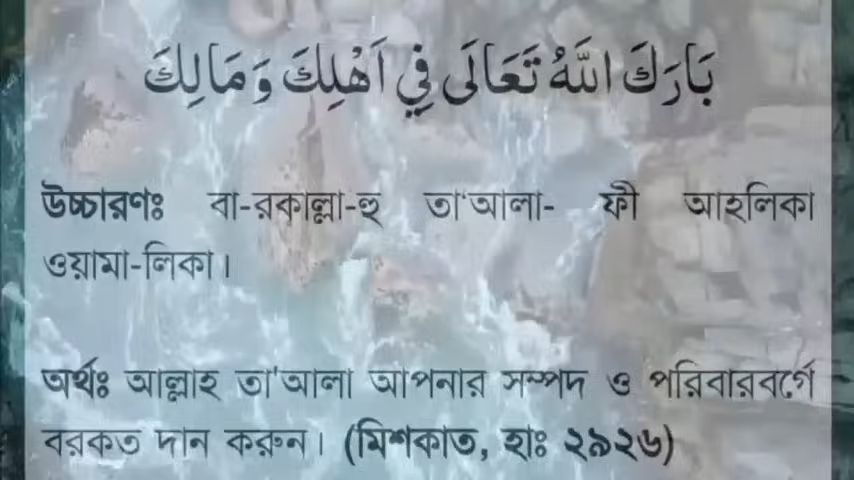 بَارَكَ اللَّهُ تَعَالَى فِي اَهْلِكَ وَمَالِكَ
উচ্চারণঃ বা-রকাল্লা-হু তা'আলা- ফী আহলিকা
ওয়ামা-লিকা।
অর্থঃ আল্লাহ তা'আলা আপনার সম্পদ ও পরিবারবর্গে
বরকত দান করুন। (মিশকাত, হাঃ ২৯২৬)